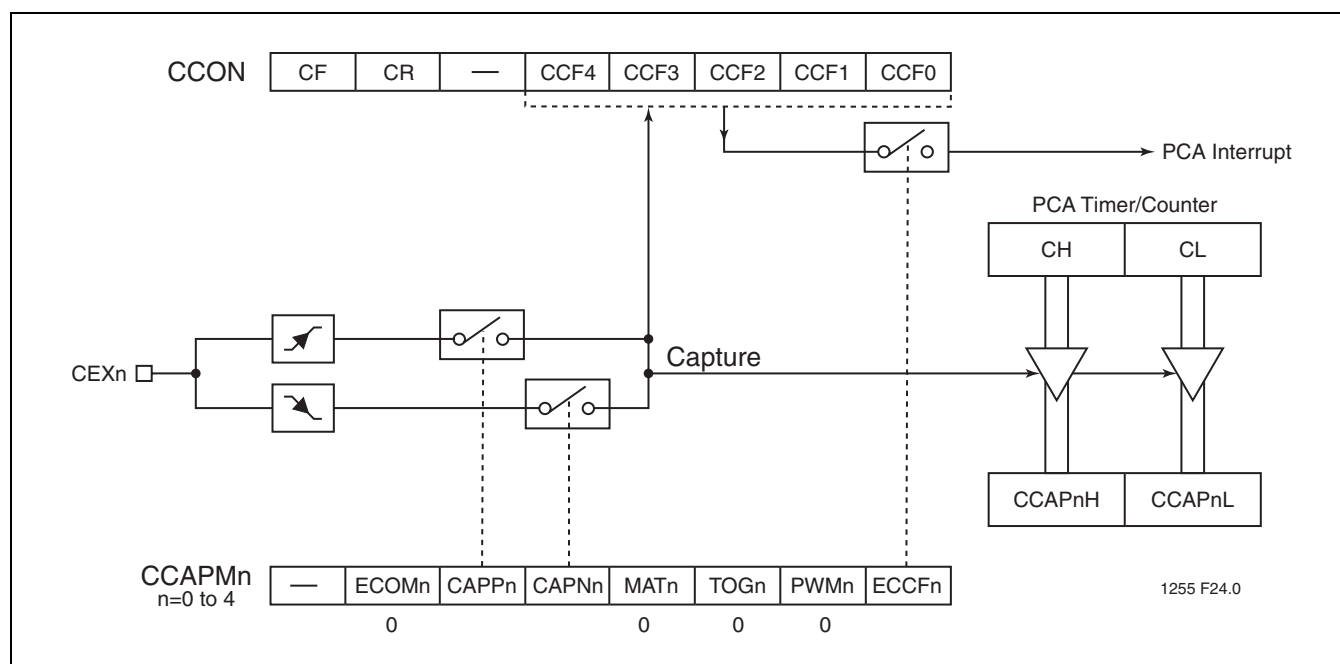 CCON CF CR — CCF4 CCF3 CCF2 CCF1 CCF0
PCA Interrupt
PCA Timer/Counter
CH CL
CEXn
Capture
CCAPnH CCAPnL
CCAPMn
n=0 to 4
— ECOMn CAPPn CAPNn MATn TOGn PWMn ECCFn
0 0 0 0
1255 F24.0